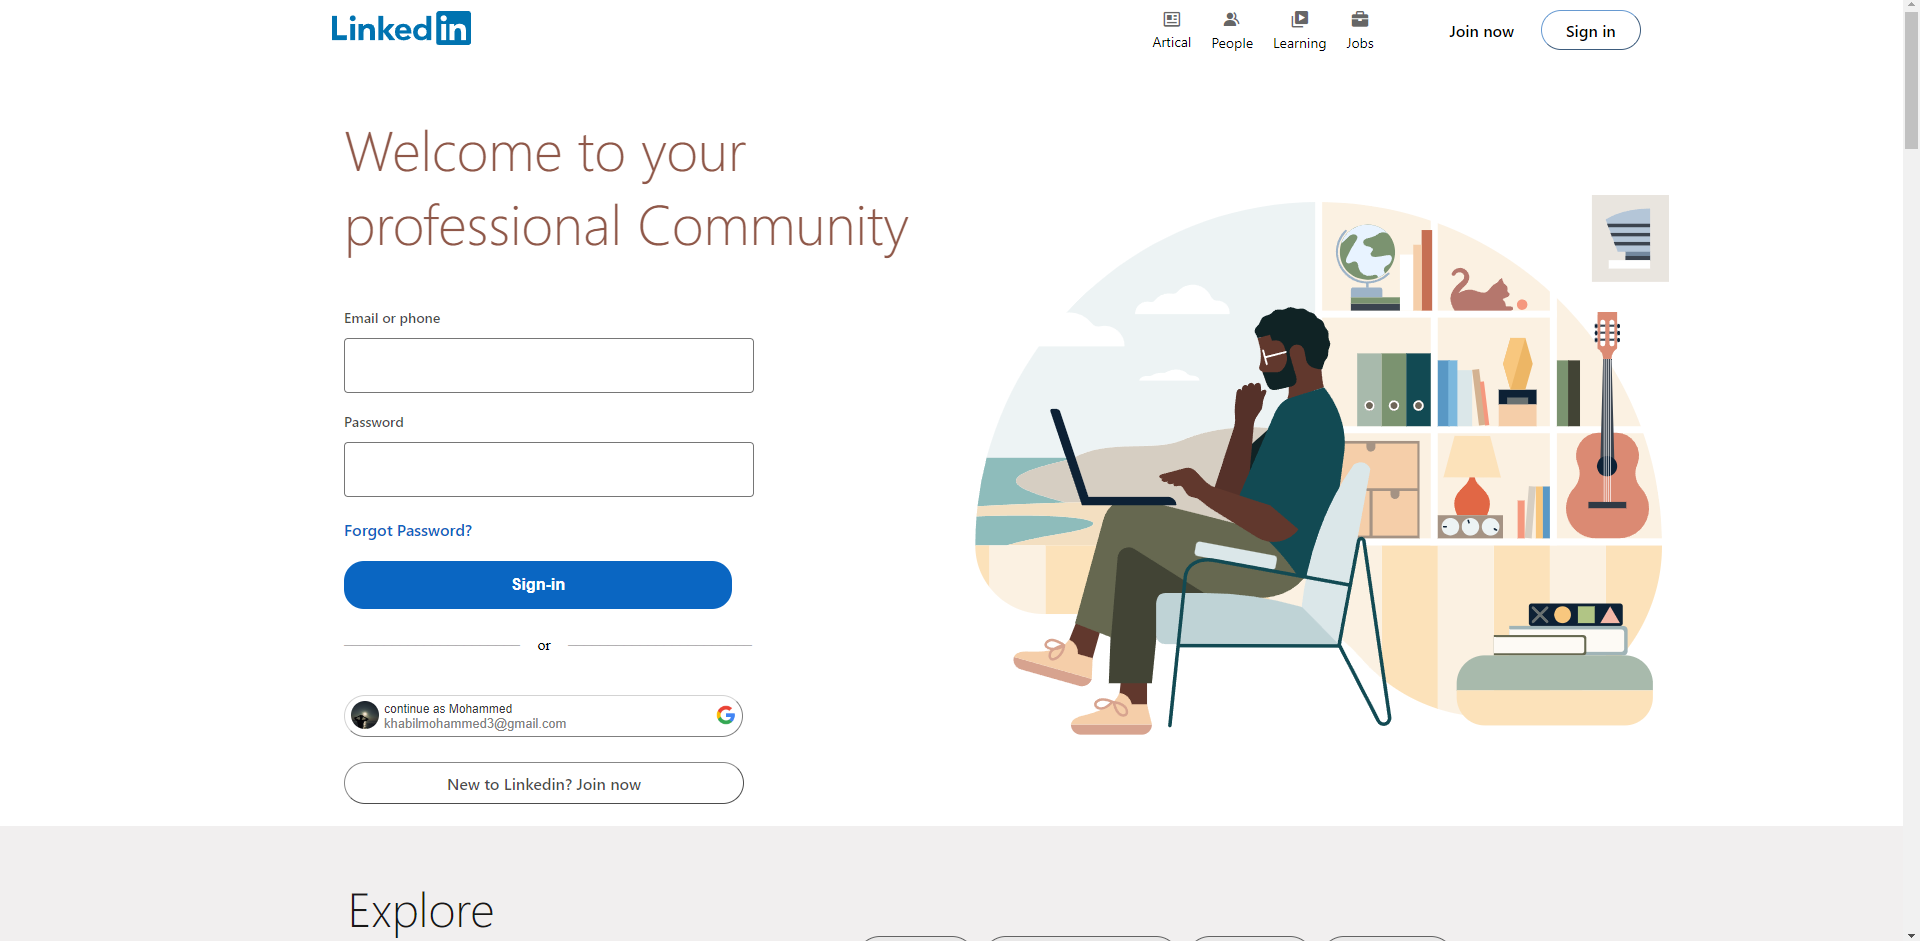 Linkedin
Artical
People
Learning
Jobs
Join now
Sign in
Welcome to your
professional Community
Email or phone
Password
Forgot Password?
Sign-in
or
continue as Mohammed
khabilmohammed3@gmail.com
New to Linkedin? Join now
Explore